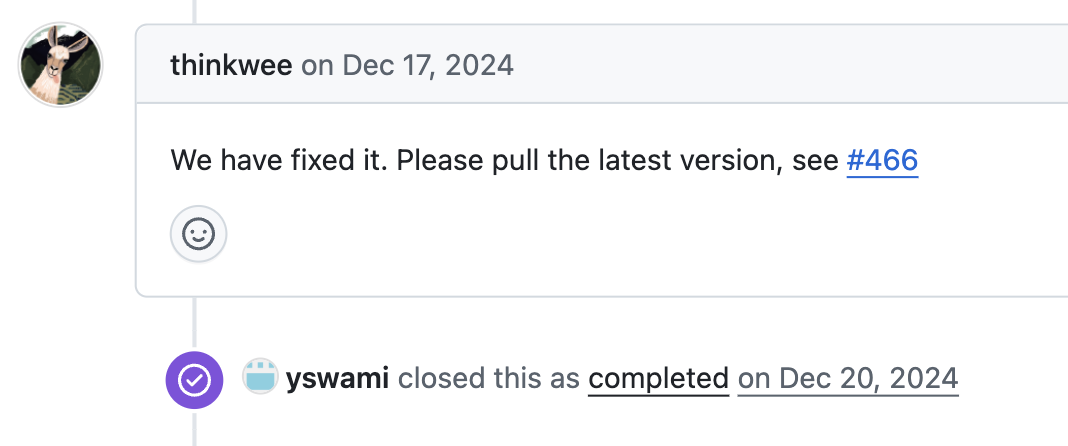 thinkwee on Dec 17, 2024
We have fixed it. Please pull the latest version, see #466
yswami closed this as completed on Dec 20, 2024